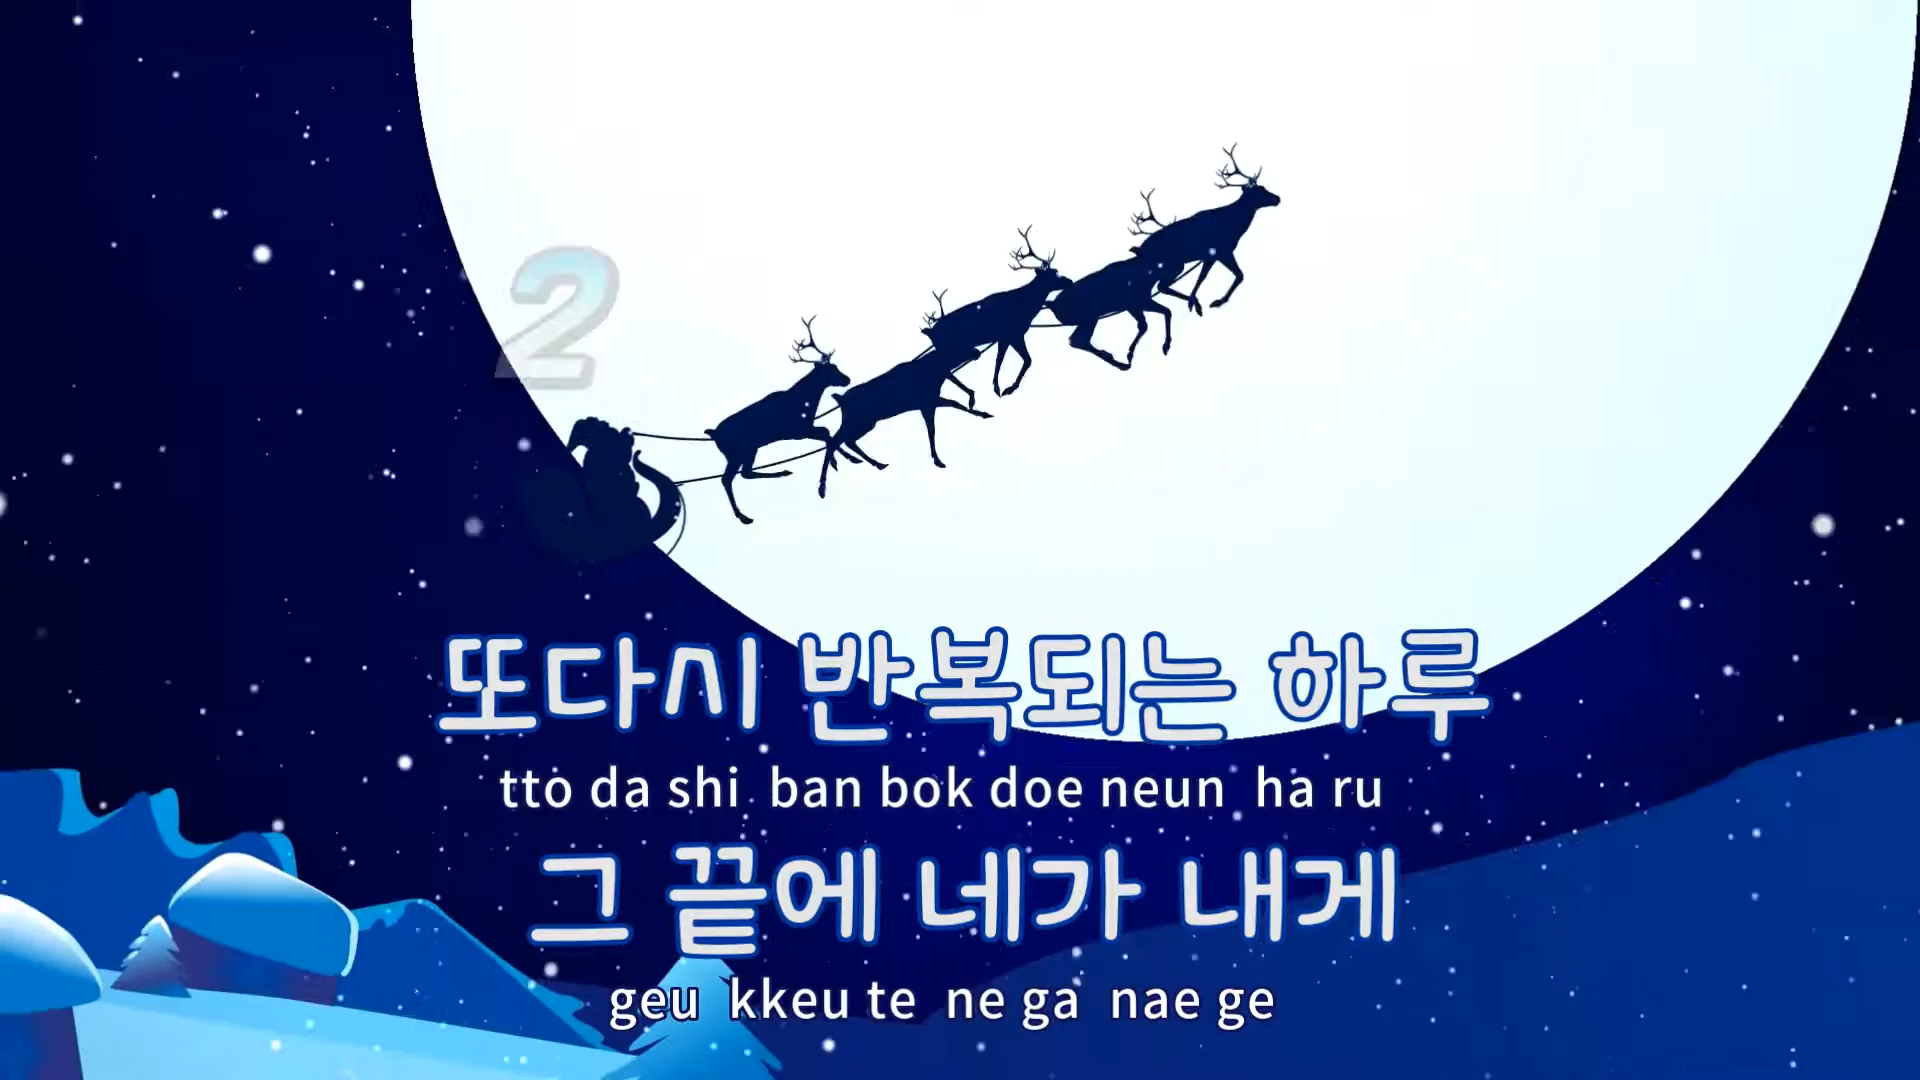 2
또다시 반복되는 하루
tto da shi ban bok doe neun ha ru
그 끝에 네가 내게
geu kkeu te ne ga nae ge